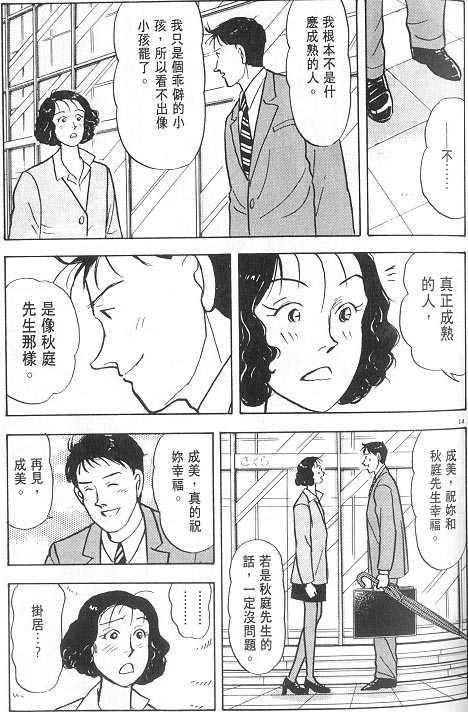 ——不……
我根本不是什
麼成熟的人。
我只是個乖僻的小
孩，所以看不出像
小孩罷了。
真正成熟
的人，
是像秋庭
先生那樣。
14
さくら
成美，祝妳和
秋庭先生幸福。
若是秋庭先生的
話，一定沒問題。
成美，真的祝
妳幸福。
再見，
成美。
……
掛居…?